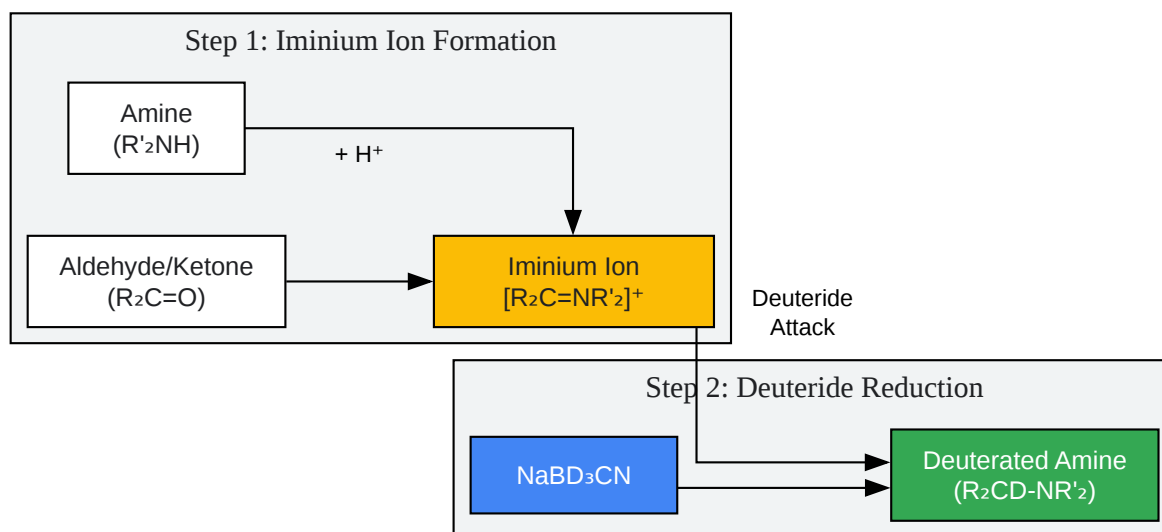 Step 1: Iminium Ion Formation
Amine
(R'₂NH)
+ H⁺
Aldehyde/Ketone
(R₂C=O)
Iminium Ion
[R₂C=NR'₂]⁺
Deuteride
Attack
Step 2: Deuteride Reduction
NaBD₃CN
Deuterated Amine
(R₂CD-NR'₂)